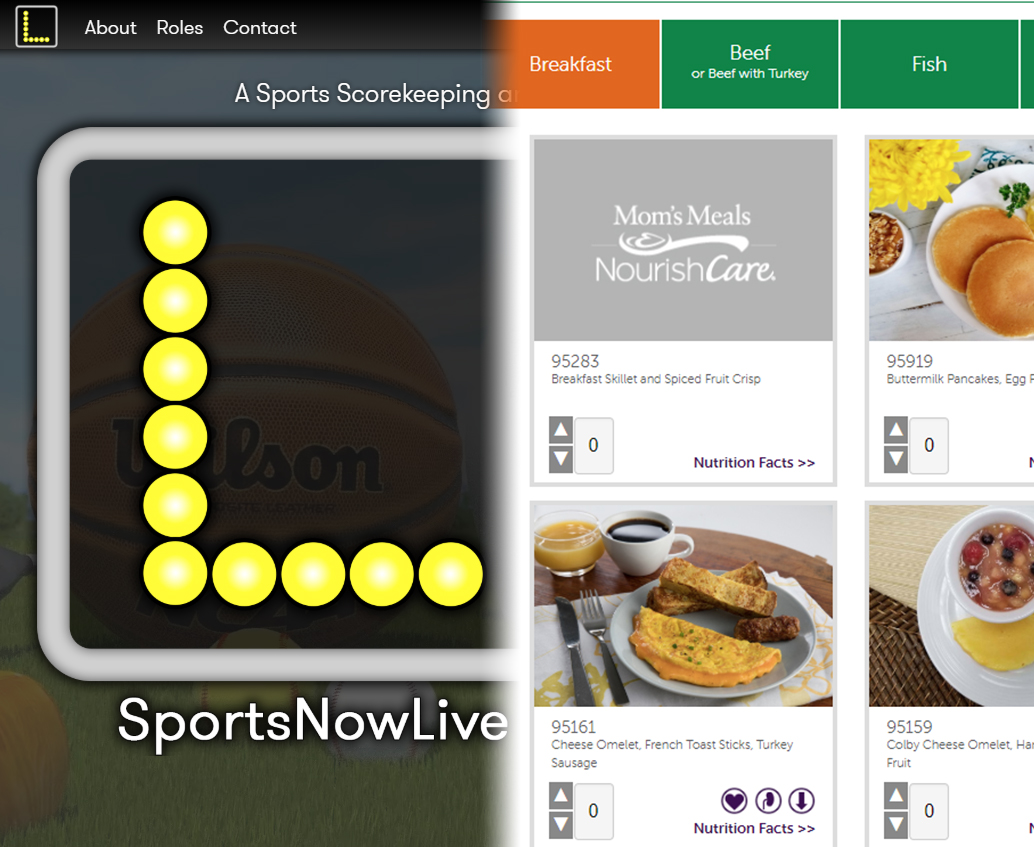 About Roles Contact
A Sports Scorekeeping
Wilson
COMPOSITE LEATHER
SportsNowLive
Breakfast
Beef
or Beef with Turkey
Fish
Mom's Meals
NourishCare.
95283
Breakfast Skillet and Spiced Fruit Crisp
0
Nutrition Facts >>
95919
Buttermilk Pancakes, Egg
0
95161
Cheese Omelet, French Toast Sticks, Turkey
Sausage
0
Nutrition Facts >>
95159
Colby Cheese Omelet,
Fruit
0